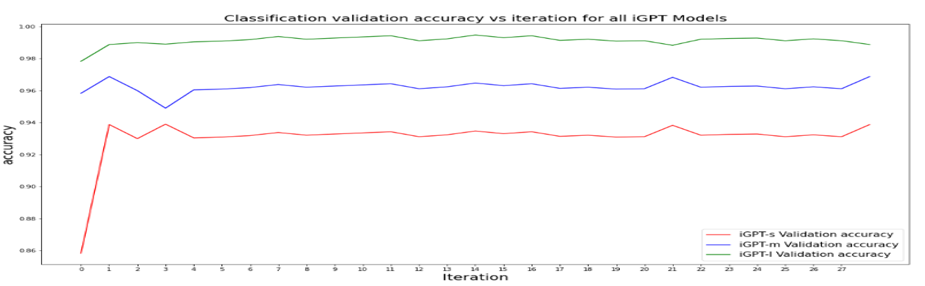 Classification validation accuracy vs iteration for all iGPT Models
1.00
0.98
0.96
0.94
0.92
0.90
0.88
0.86
accuracy
0 1 2 3 4 5 6 7 8 9 10 11 12 13 14 15 16 17 18 19 20 21 22 23 24 25 26 27
Iteration
iGPT-s Validation accuracy
iGPT-m Validation accuracy
iGPT-l Validation accuracy